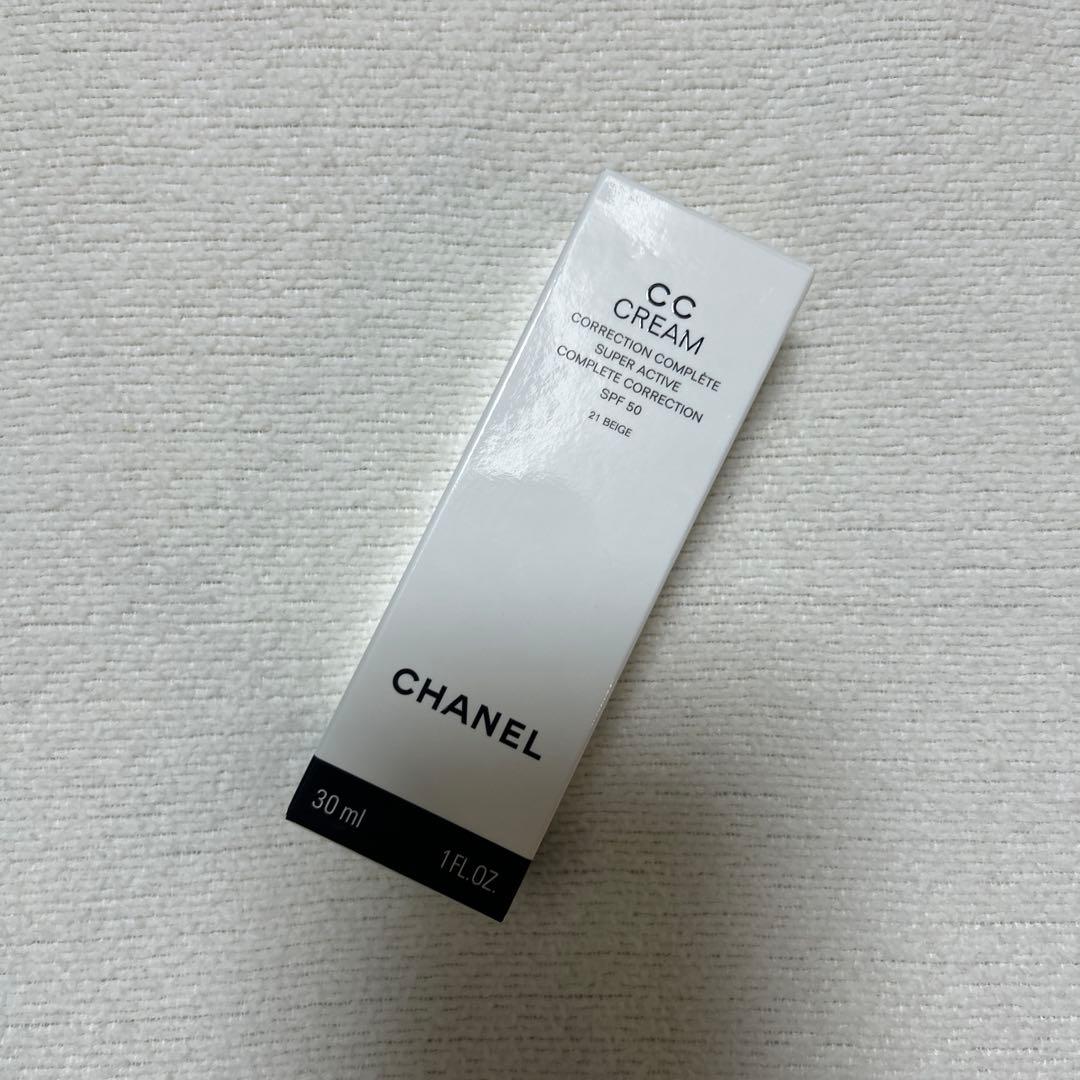 CC
CREAM
CORRECTION COMPLÈTE
SUPER ACTIVE
COMPLETE CORRECTION
SPF 50
21 BEIGE
CHANEL
30 ml
1 FL.OZ.